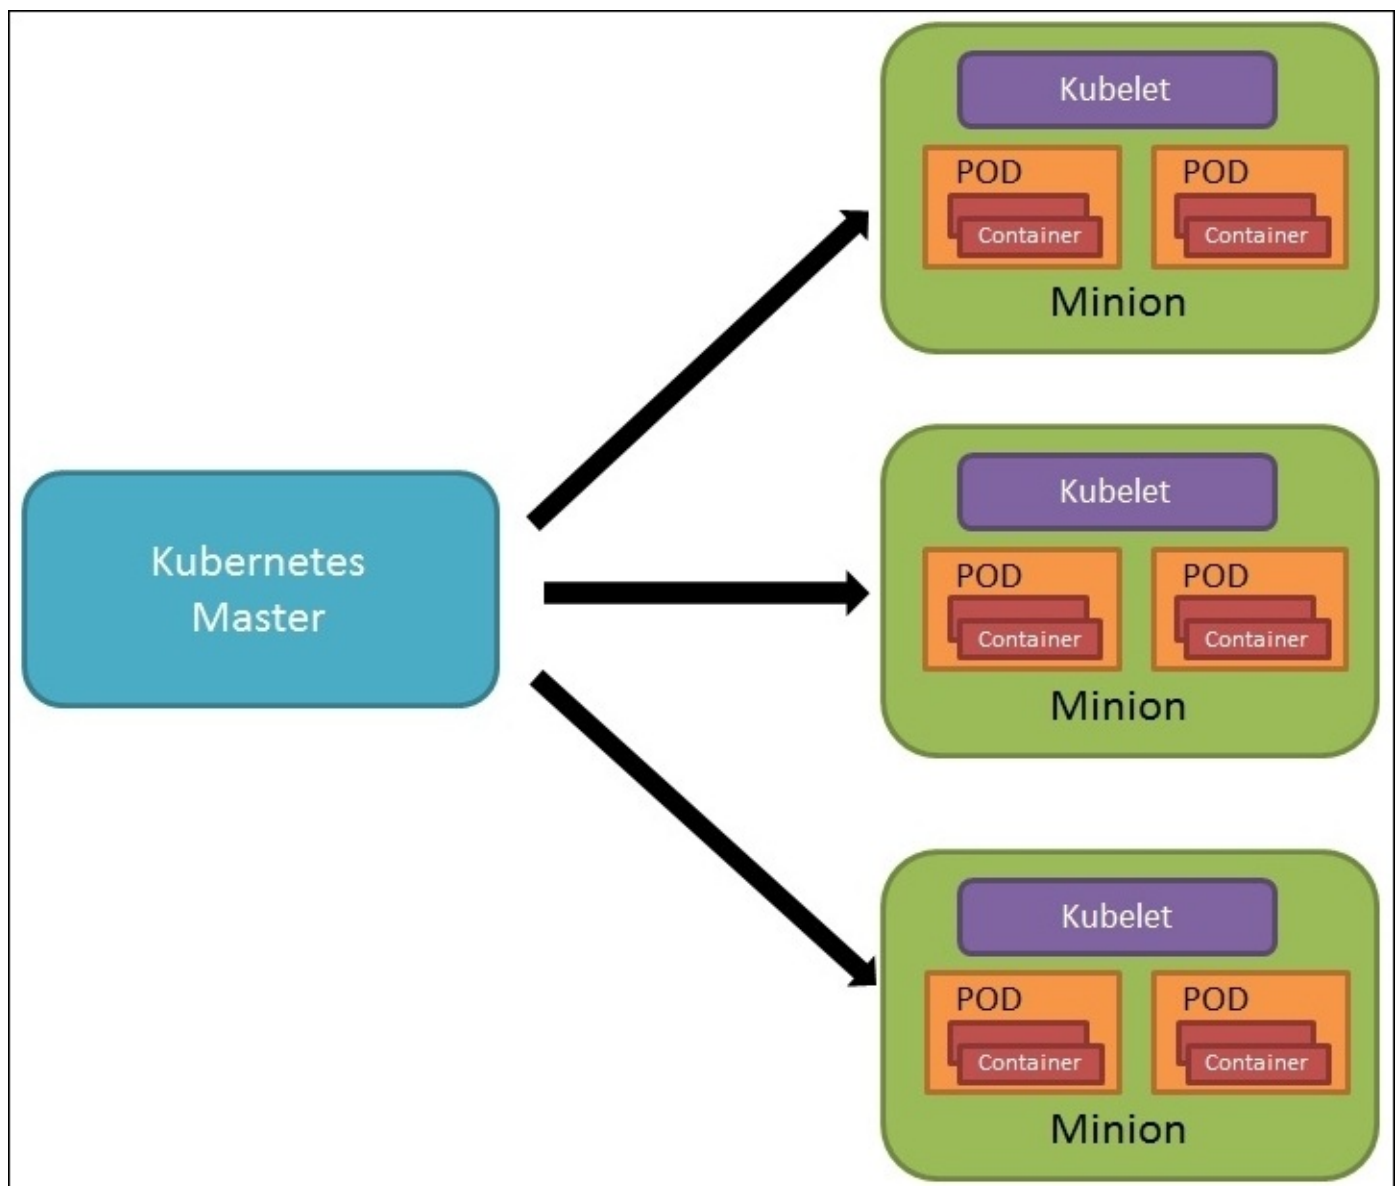 Kubernetes
Master
Kubelet
POD
POD
Container
Container
Minion
Kubelet
POD
POD
Container
Container
Minion
Kubelet
POD
POD
Container
Container
Minion